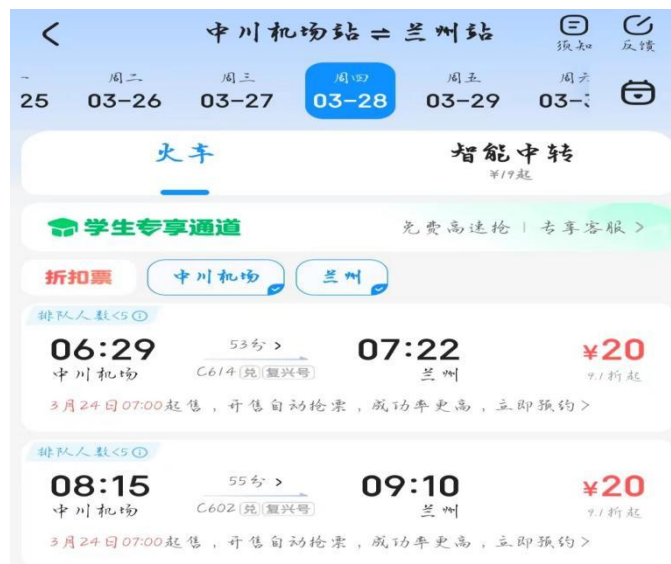 中川机场站⇌兰州站 须知 反馈
周二 周三 周四 周五 周六
25 03-26 03-27 03-28 03-29 03-
火车 智能中转
¥19起
学生专享通道 免费高速抢 | 专享客服 >
折扣票 中川机场 兰州
排队人数<5
06:29 53分 > 07:22 ¥20
中川机场 C614 兑 复兴号 兰州 9.1折起
3月24日07:00起售，开售自动抢票，成功率更高，立即预约>
排队人数<5
08:15 55分 > 09:10 ¥20
中川机场 C602 兑 复兴号 兰州 9.1折起
3月24日07:00起售，开售自动抢票，成功率更高，立即预约>